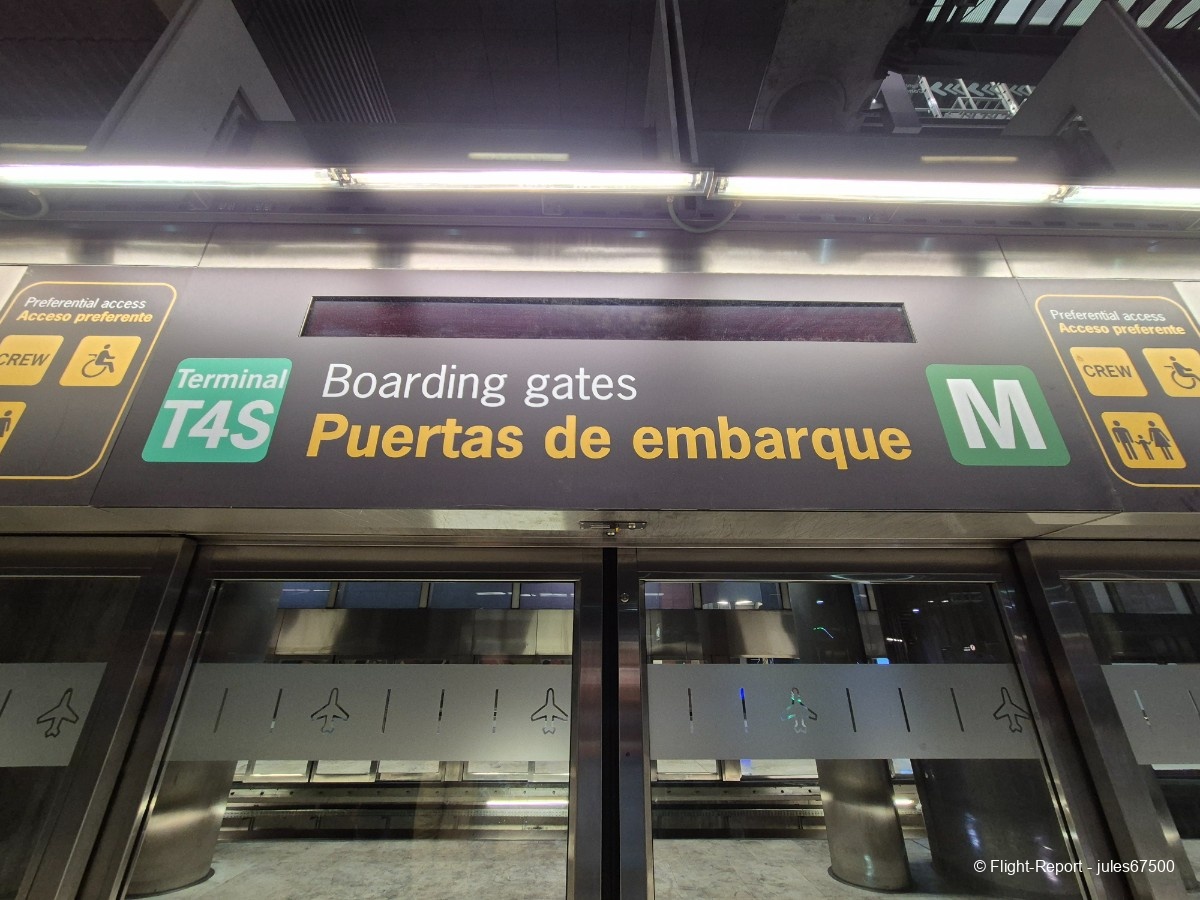 Preferential access
Acceso preferente
CREW
Terminal
T4S
Boarding gates
Puertas de embarque
M
Preferential access
Acceso preferente
CREW
© Flight-Report - jules67500